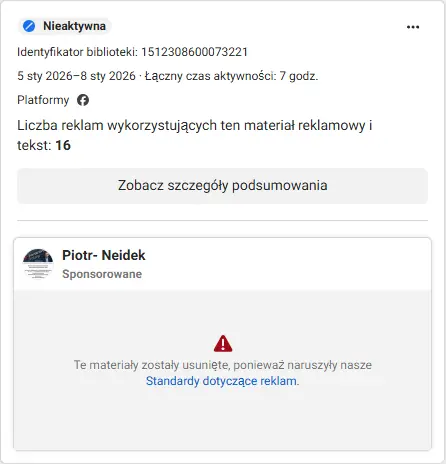 Nieaktywna
Identyfikator biblioteki: 1512308600073221
5 sty 2026–8 sty 2026 · Łączny czas aktywności: 7 godz.
Platformy
Liczba reklam wykorzystujących ten materiał reklamowy i
tekst: 16
Zobacz szczegóły podsumowania
Piotr- Neidek
Sponsorowane
Te materiały zostały usunięte, ponieważ naruszyły nasze
Standardy dotyczące reklam.